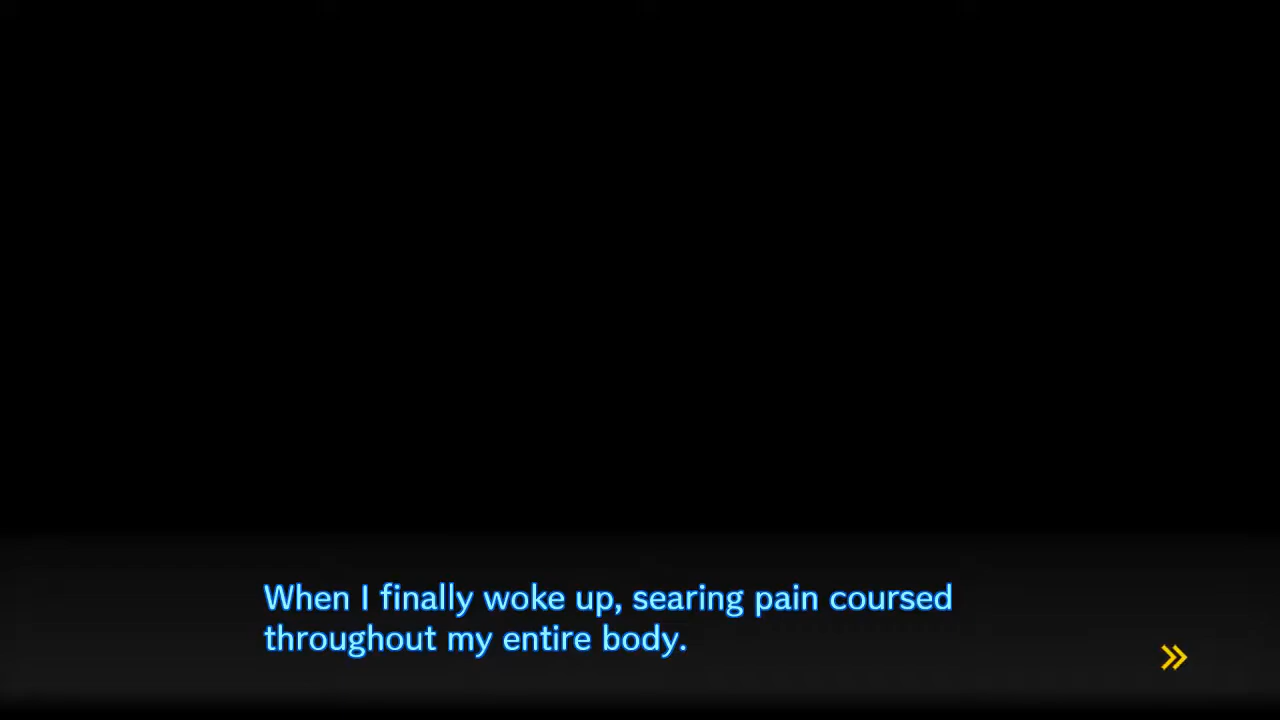 When I finally woke up, searing pain coursed
throughout my entire body.